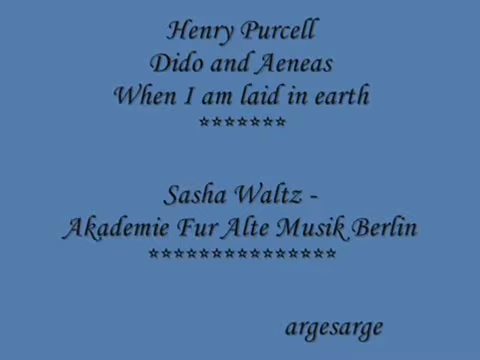 Henry Purcell
Dido and Aeneas
When I am laid in earth
*******
Sasha Waltz -
Akademie Fur Alte Musik Berlin
***************
argesarge